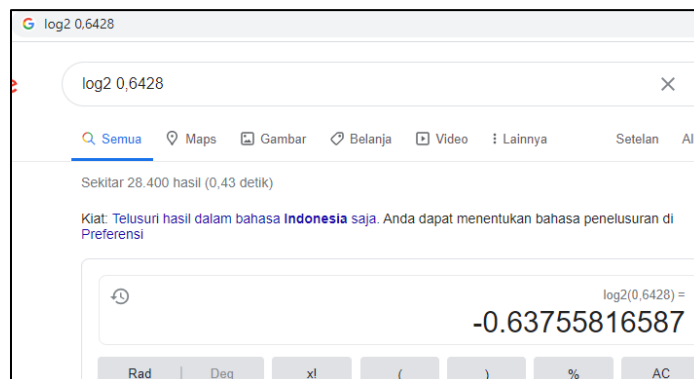 log2 0,6428
log2 0,6428
Semua Maps Gambar Belanja Video Lainnya Setelan
Sekitar 28.400 hasil (0,43 detik)
Kiat: Telusuri hasil dalam bahasa Indonesia saja. Anda dapat menentukan bahasa penelusuran di
Preferensi
log2(0,6428) =
-0.63755816587
Rad | Deg x! ( ) % AC